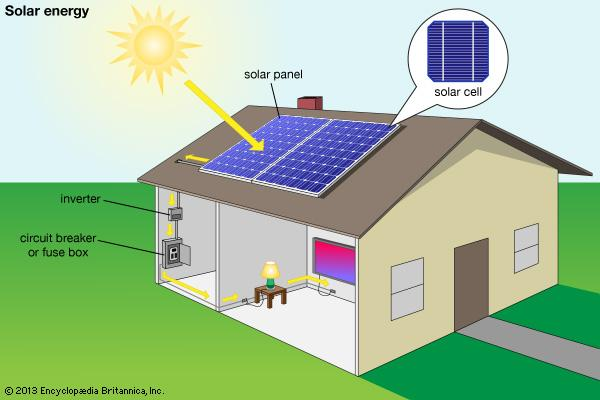 Solar energy
solar panel
solar cell
inverter
circuit breaker
or fuse box
© 2013 Encyclopædia Britannica, Inc.